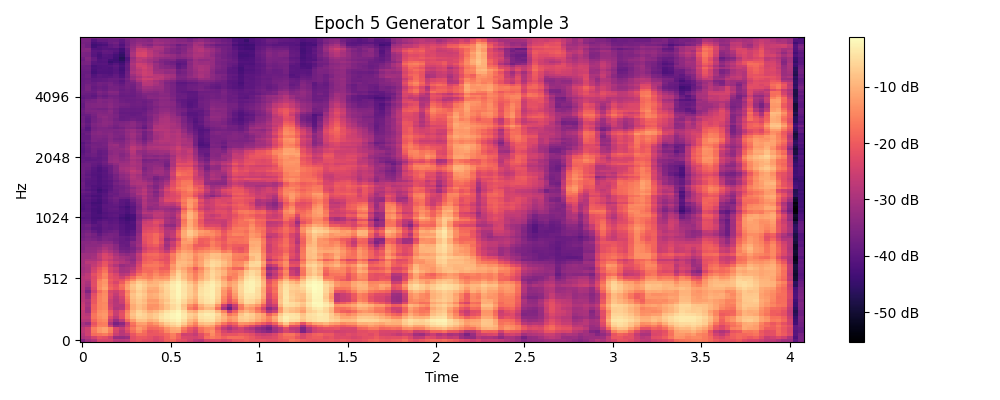 Epoch 5 Generator 1 Sample 3
Hz
4096
2048
1024
512
0
0 0.5 1 1.5 2 2.5 3 3.5 4
Time
-10 dB
-20 dB
-30 dB
-40 dB
-50 dB